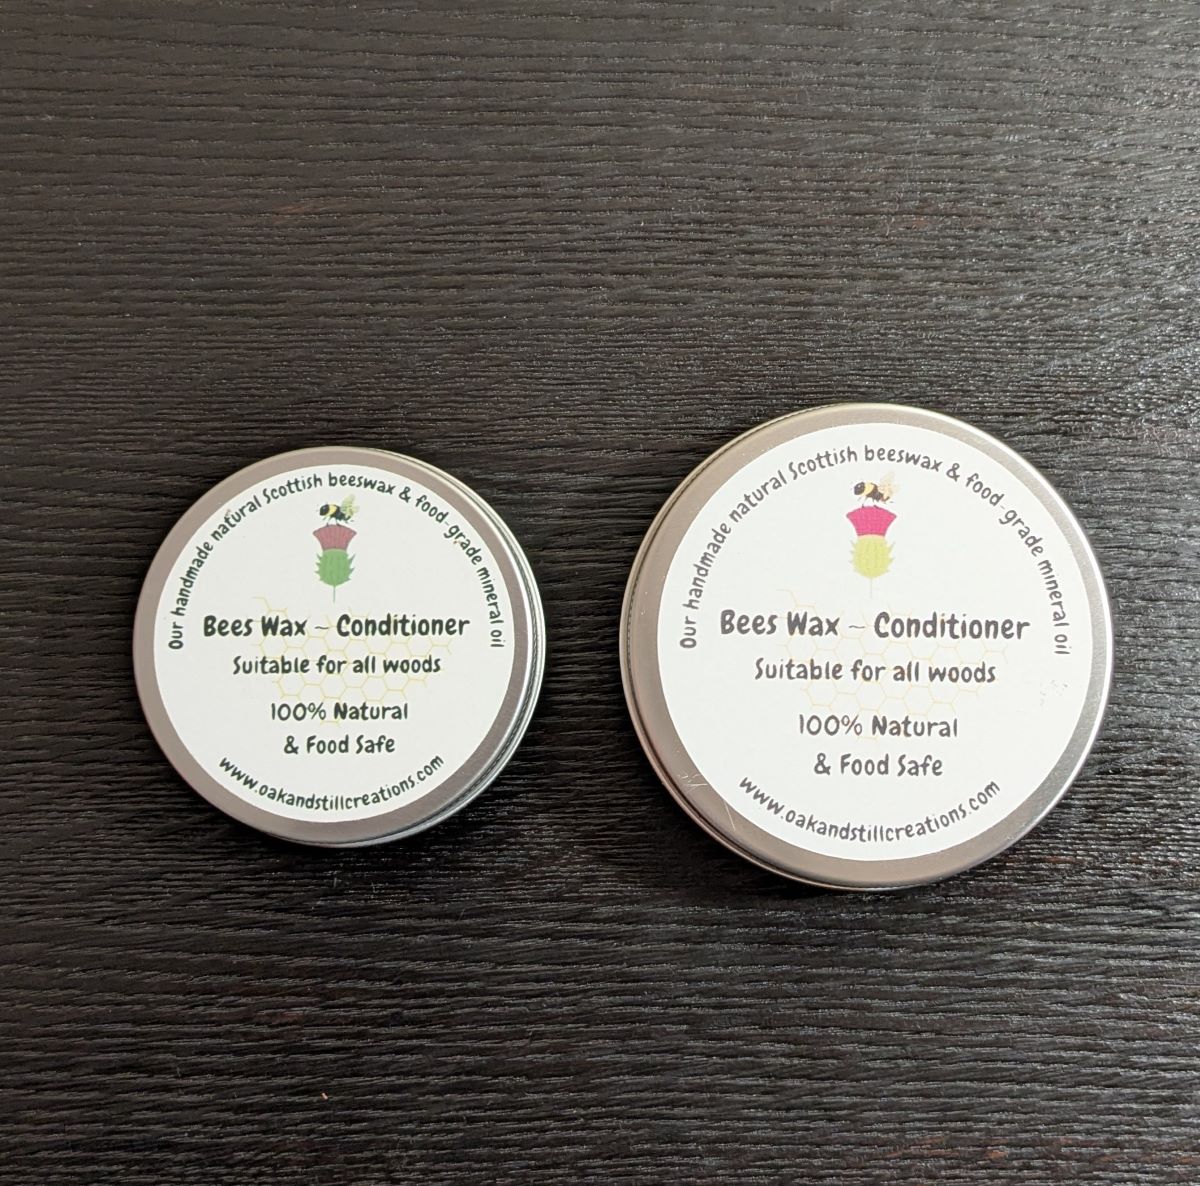 Our handmade natural Scottish beeswax & food-grade mineral oil
Bees Wax ~ Conditioner
Suitable for all woods
100% Natural
& Food Safe
www.oakandstillcreations.com
Our handmade natural Scottish beeswax & food-grade mineral oil
Bees Wax ~ Conditioner
Suitable for all woods
100% Natural
& Food Safe
www.oakandstillcreations.com